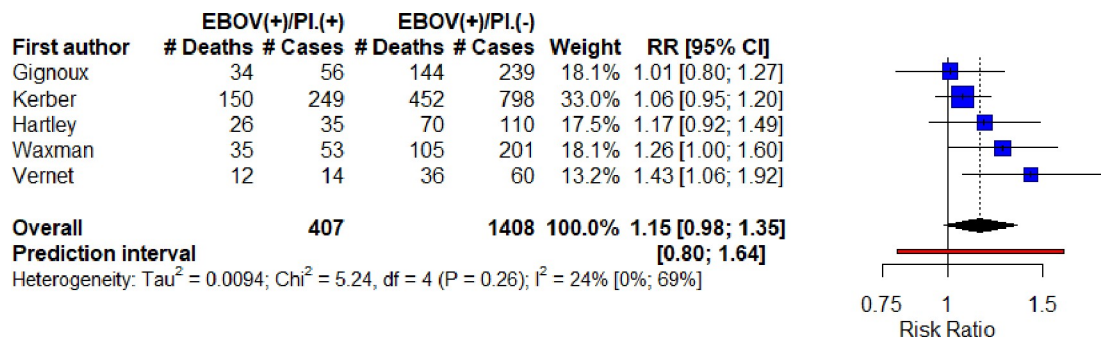 EBOV(+)/Pl.(+) EBOV(+)/Pl.(-)
First author # Deaths # Cases # Deaths # Cases Weight RR [95% CI]
Gignoux 34 56 144 239 18.1% 1.01 [0.80; 1.27]
Kerber 150 249 452 798 33.0% 1.06 [0.95; 1.20]
Hartley 26 35 70 110 17.5% 1.17 [0.92; 1.49]
Waxman 35 53 105 201 18.1% 1.26 [1.00; 1.60]
Vernet 12 14 36 60 13.2% 1.43 [1.06; 1.92]
Overall 407 1408 100.0% 1.15 [0.98; 1.35]
Prediction interval [0.80; 1.64]
Heterogeneity: Tau² = 0.0094; Chi² = 5.24, df = 4 (P = 0.26); I² = 24% [0%; 69%]
0.75 1 1.5
Risk Ratio